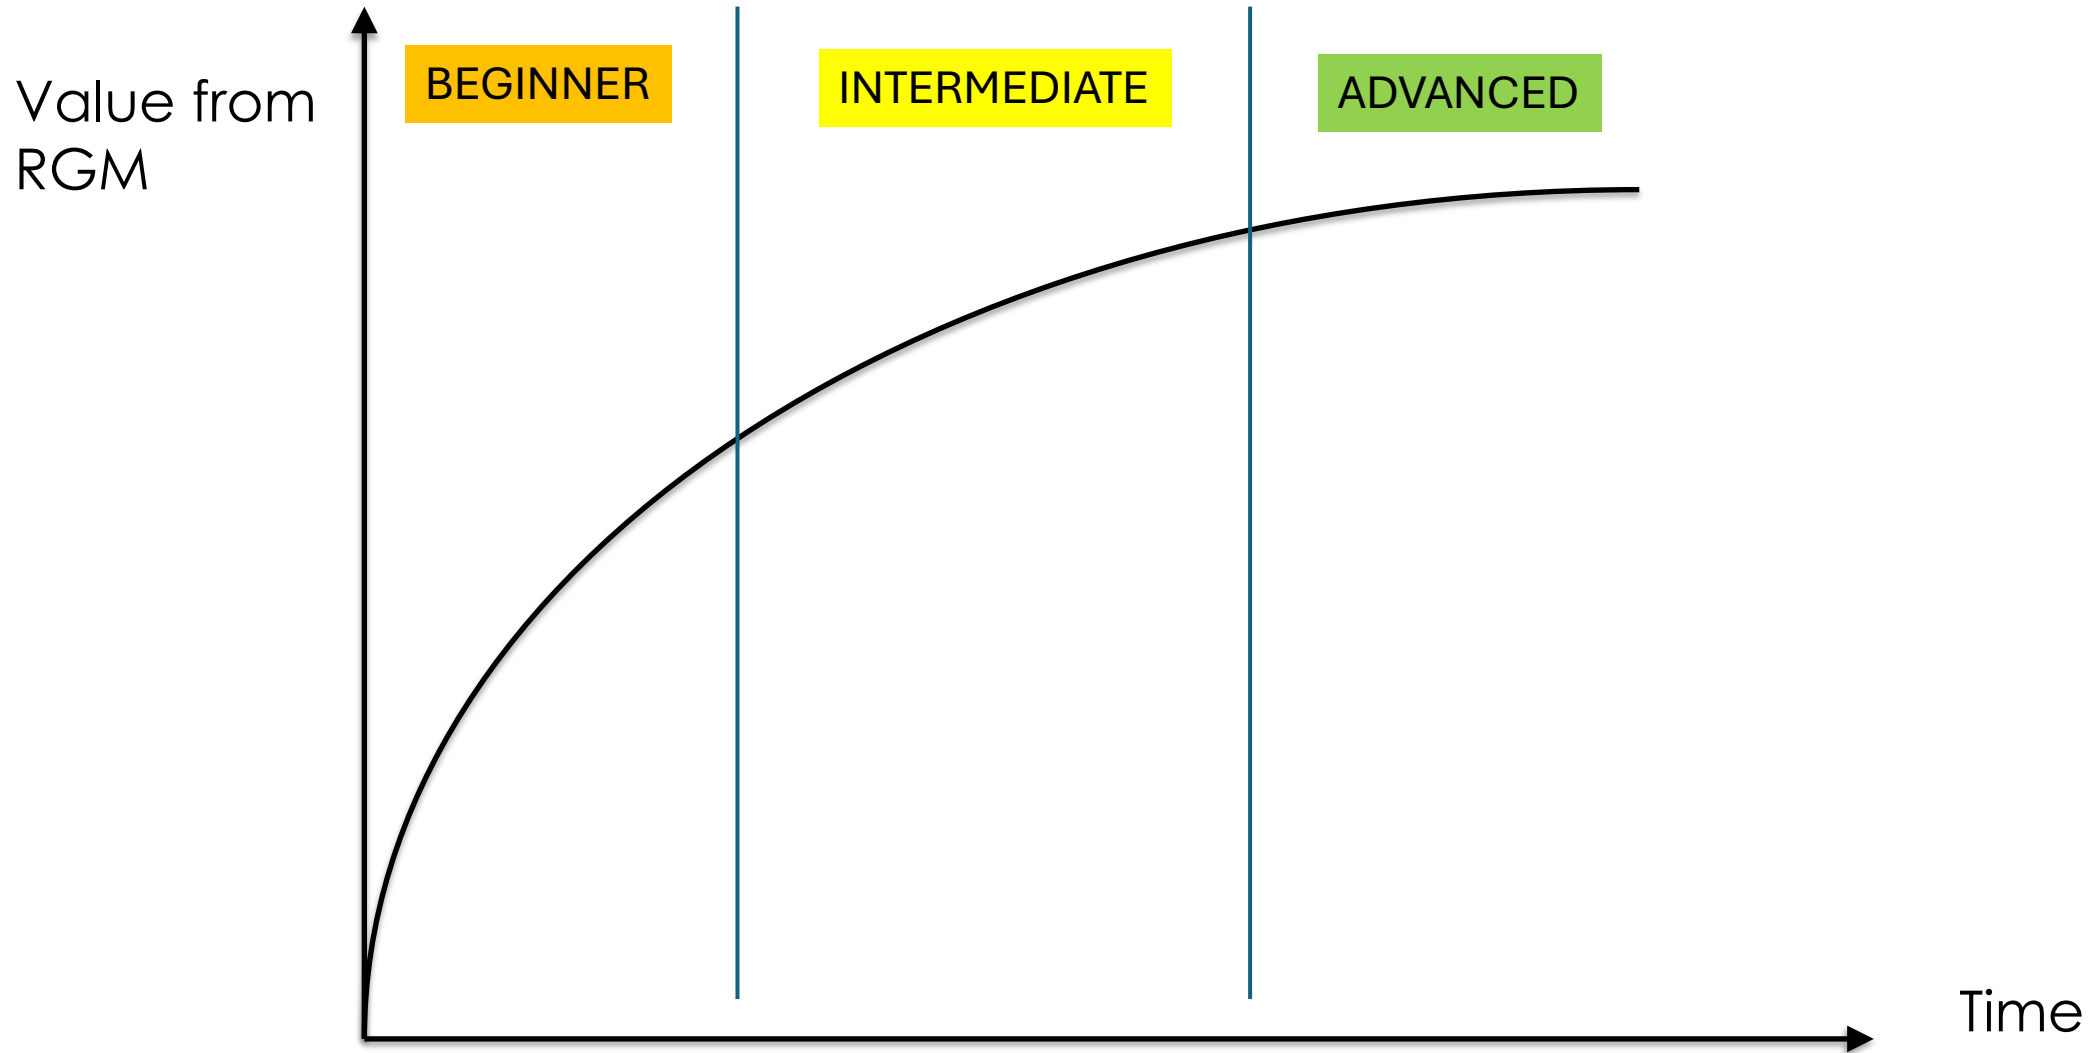 Value from
RGM
BEGINNER
INTERMEDIATE
ADVANCED
Time